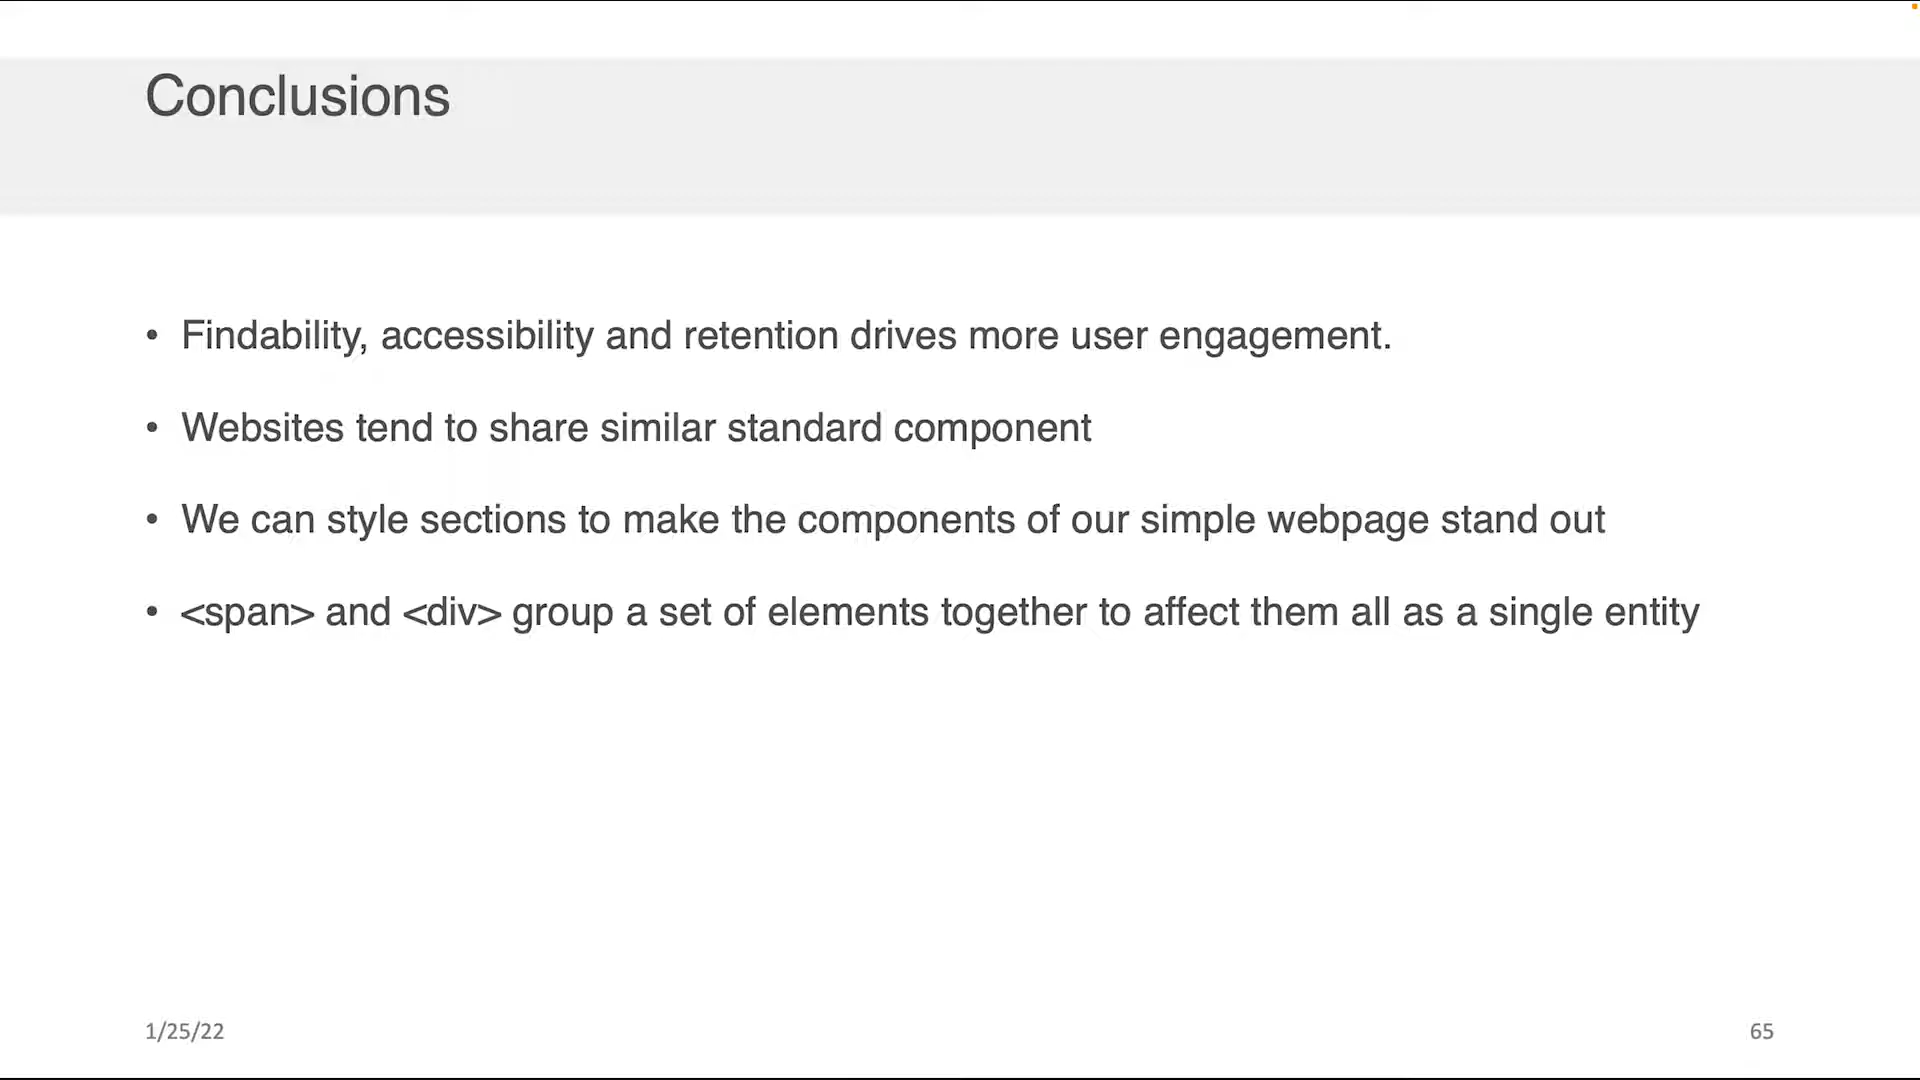 Conclusions
• Findability, accessibility and retention drives more user engagement.
• Websites tend to share similar standard component
• We can style sections to make the components of our simple webpage stand out
• <span> and <div> group a set of elements together to affect them all as a single entity
1/25/22
65